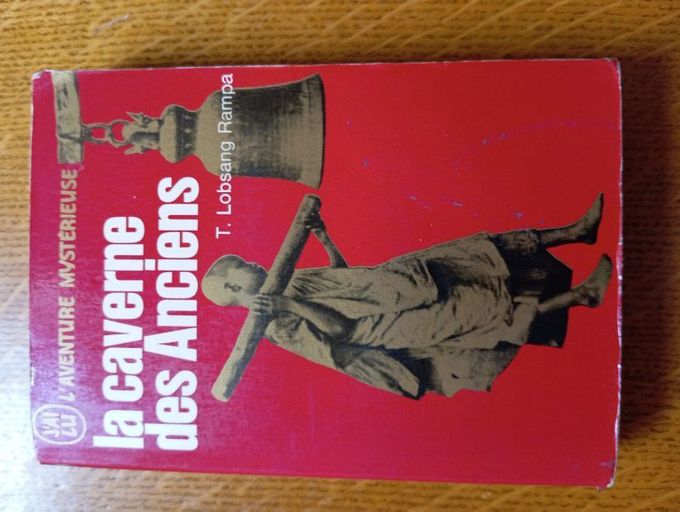 J'AI
LU
L'AVENTURE MYSTÉRIEUSE
la caverne
des Anciens
T. Lobsang Rampa